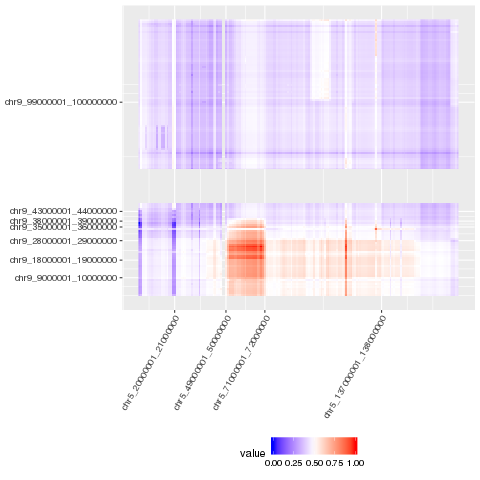 chr9_99000001_100000000
chr9_43000001_44000000
chr9_38000001_39000000
chr9_35000001_36000000
chr9_28000001_29000000
chr9_18000001_19000000
chr9_9000001_10000000
chr5_20000001_21000000
chr5_49000001_50000000
chr5_71000001_72000000
chr5_137000001_138000000
value
0.00 0.25 0.50 0.75 1.00